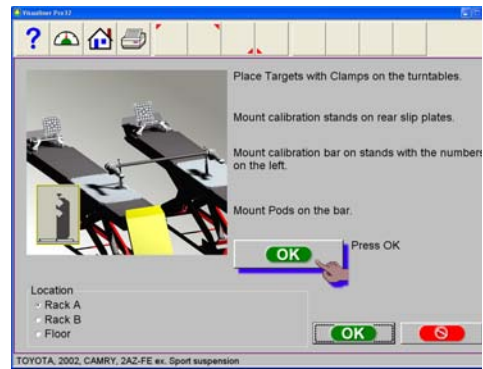 Visualiner Pro32
?
Place Targets with Clamps on the turntables.
Mount calibration stands on rear slip plates.
Mount calibration bar on stands with the numbers
on the left.
Mount Pods on the bar.
OK
Press OK
Location
Rack A
Rack B
Floor
OK
TOYOTA, 2002, CAMRY, 2AZ-FE ex. Sport suspension